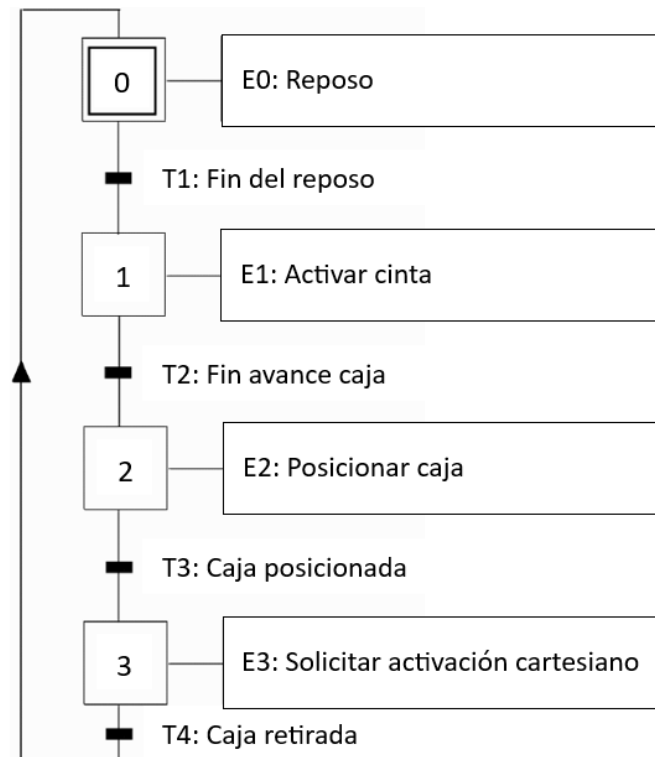 0
E0: Reposo
T1: Fin del reposo
1
E1: Activar cinta
T2: Fin avance caja
2
E2: Posicionar caja
T3: Caja posicionada
3
E3: Solicitar activación cartesiano
T4: Caja retirada